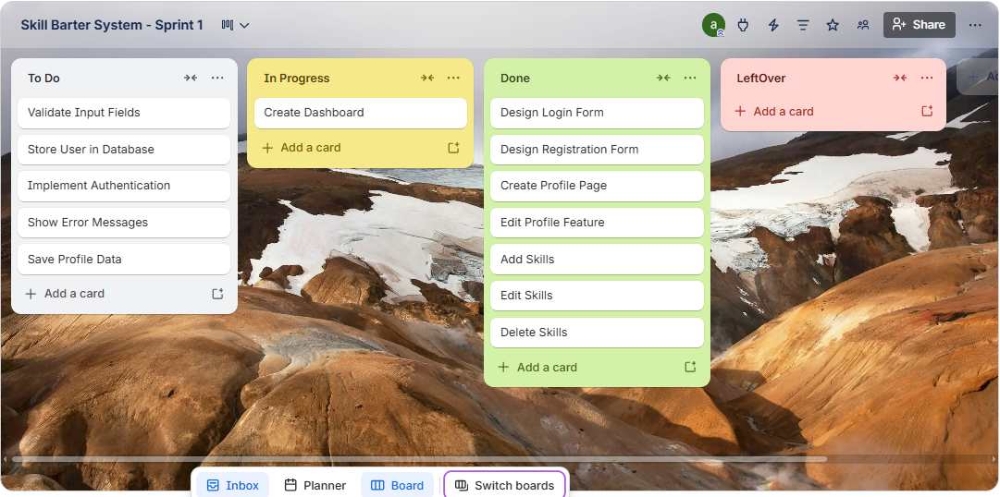 Skill Barter System - Sprint 1
a
Share
To Do
Validate Input Fields
Store User in Database
Implement Authentication
Show Error Messages
Save Profile Data
Add a card
In Progress
Create Dashboard
Add a card
Done
Design Login Form
Design Registration Form
Create Profile Page
Edit Profile Feature
Add Skills
Edit Skills
Delete Skills
Add a card
LeftOver
Add a card
Inbox
Planner
Board
Switch boards